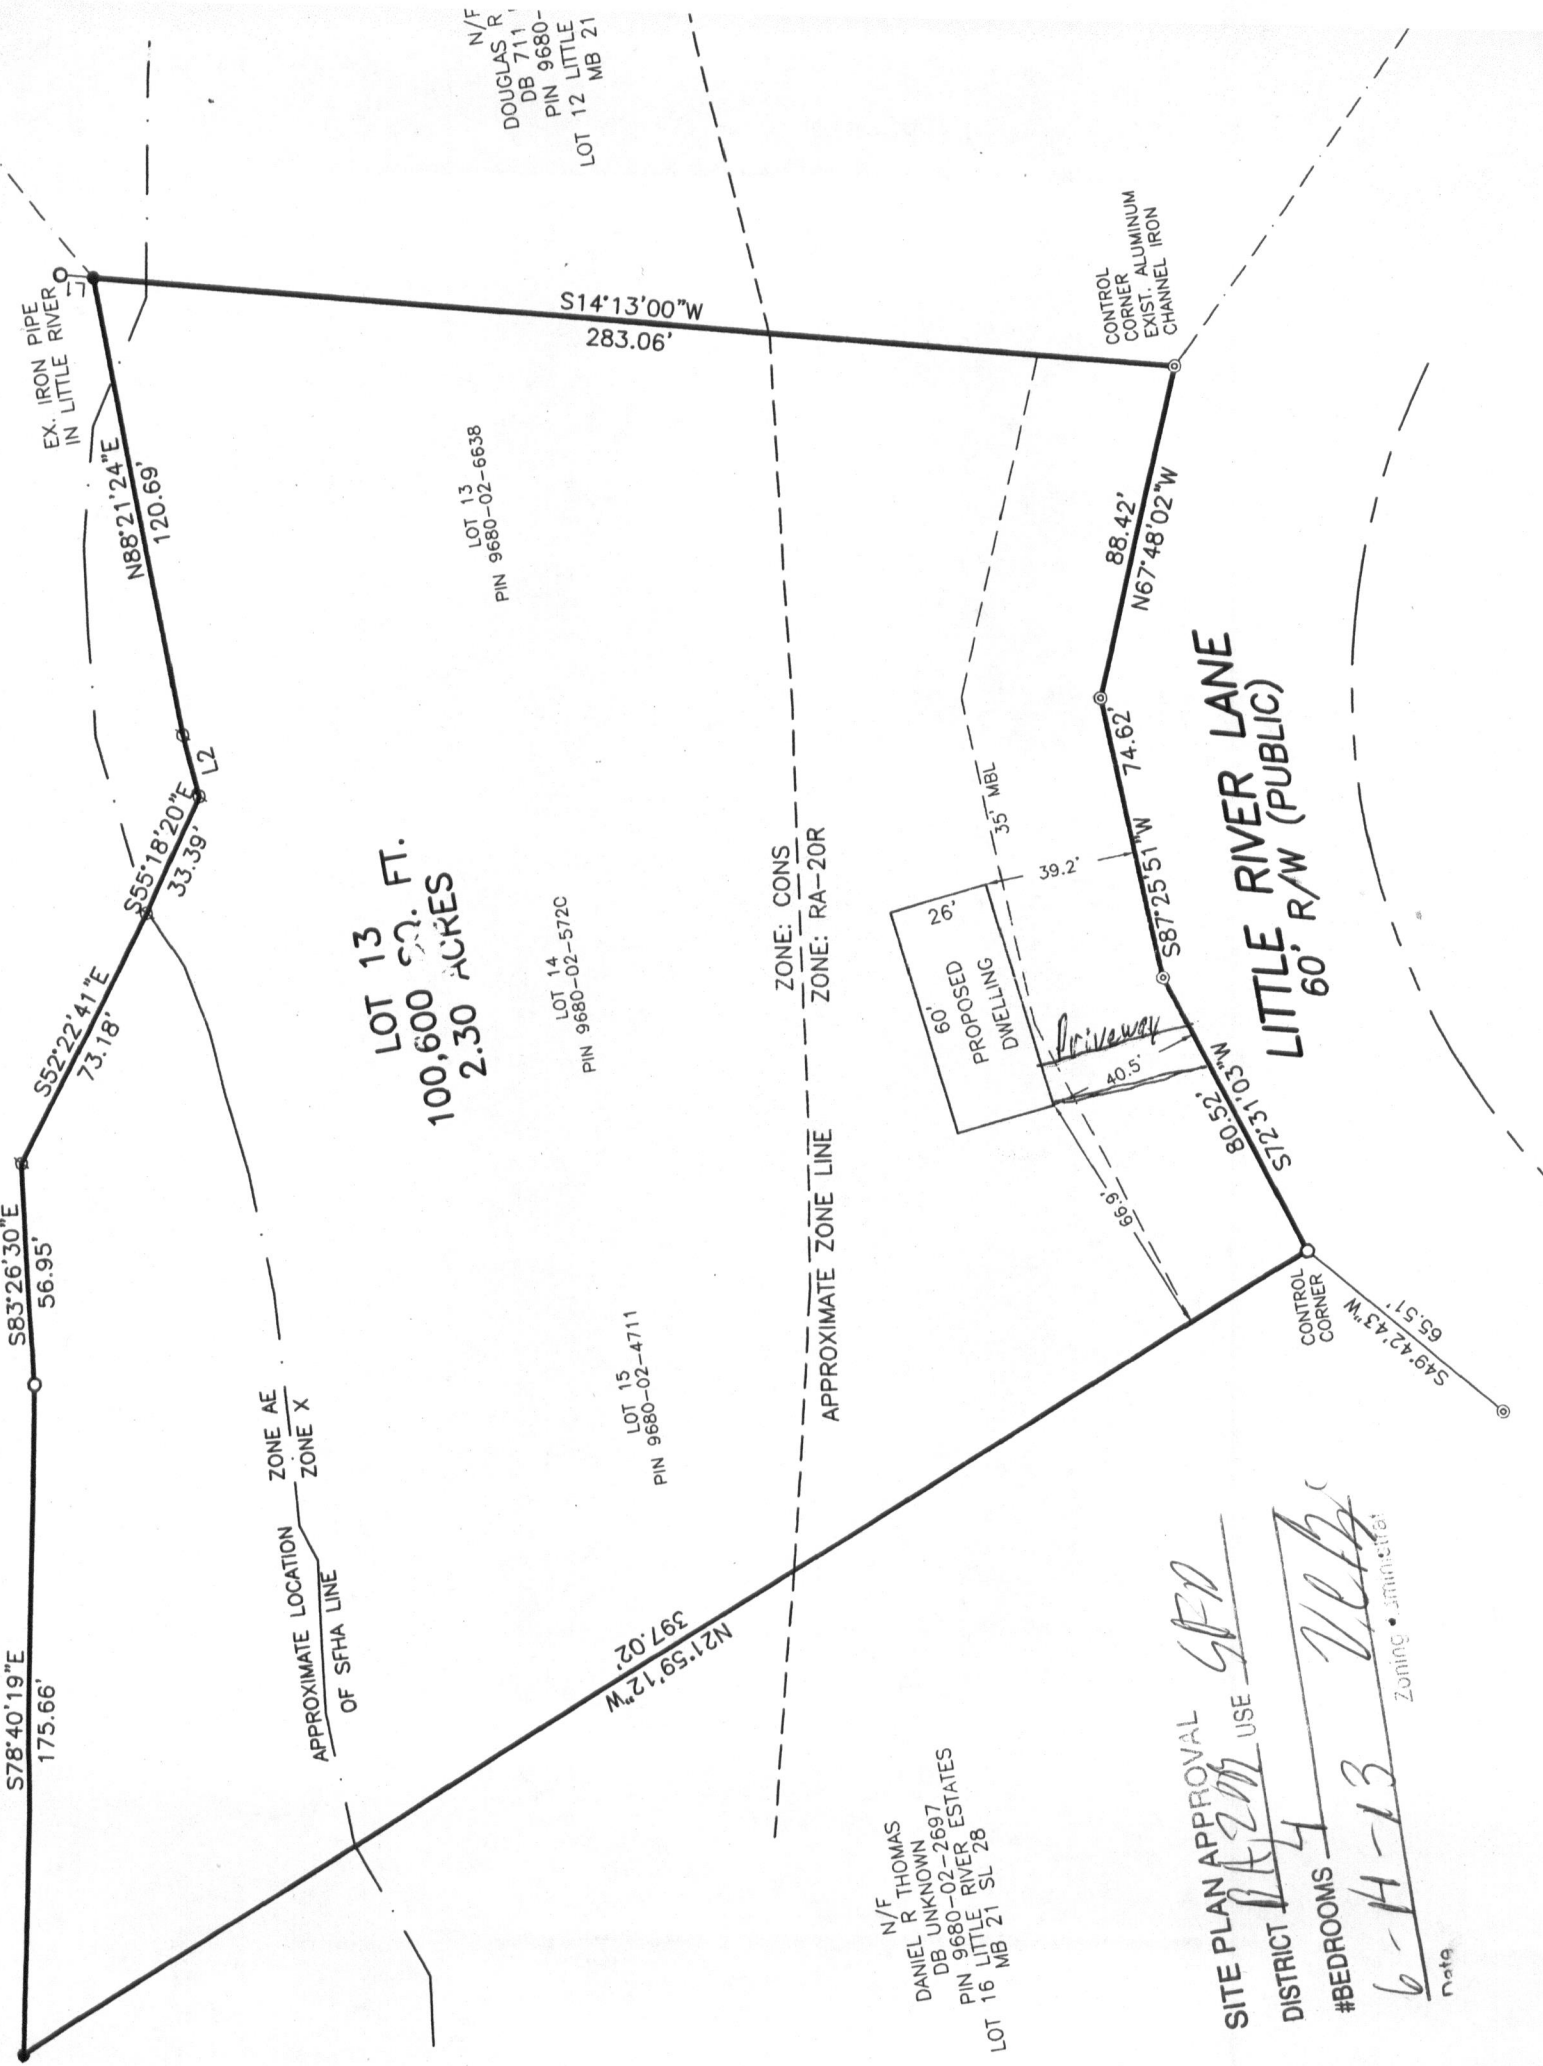 N/F
DOUGLAS R
DB 711
PIN 9680-
LOT 12 LITTLE
MB 21
EX. IRON PIPE
IN LITTLE RIVER
S14°13'00"W
283.06'
CONTROL
CORNER
EXIST. ALUMINUM
CHANNEL IRON
N88°21'24"E
120.69'
L2
S55°18'20"E
33.39'
S52°22'41"E
73.18'
S83°26'30"E
56.95'
S78°40'19"E
175.66'
LOT 13
PIN 9680-02-6638
LOT 13
100,600 SQ. FT.
2.30 ACRES
LOT 14
PIN 9680-02-572C
LOT 15
PIN 9680-02-4711
ZONE AE
ZONE X
APPROXIMATE LOCATION
OF SFHA LINE
ZONE: CONS
ZONE: RA-20R
APPROXIMATE ZONE LINE
35' MBL
39.2'
26'
60'
PROPOSED
DWELLING
Driveway
40.5'
66.9'
88.42'
N67°48'02"W
74.62'
S87°25'51"W
80.52'
S72°31'03"W
LITTLE RIVER LANE
60' R/W (PUBLIC)
CONTROL
CORNER
S49°42'43"W
65.51'
N21°59'12"W
397.02'
N/F
DANIEL R THOMAS
DB UNKNOWN
PIN 9680-02-2697
LOT 16 LITTLE RIVER ESTATES
MB 21 SL 28
SITE PLAN APPROVAL
DISTRICT RA20R USE SFD
#BEDROOMS 4
6-14-13
Date Zoning